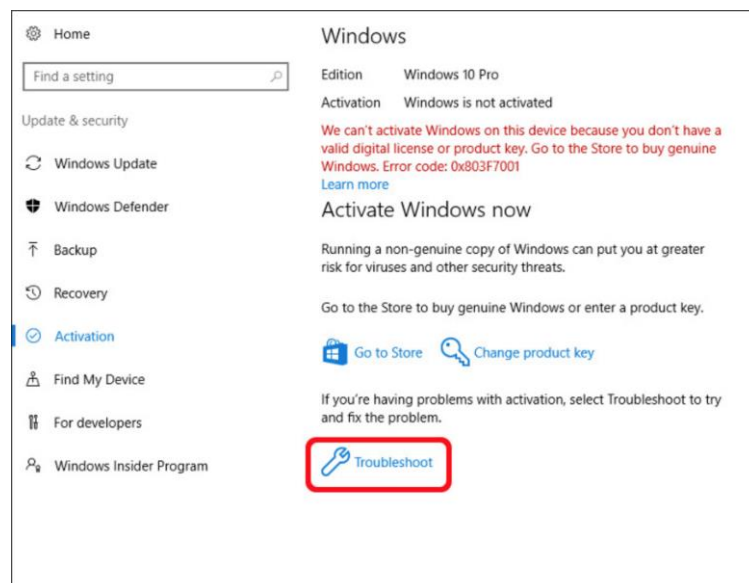 Home
Find a setting
Update & security
Windows Update
Windows Defender
Backup
Recovery
Activation
Find My Device
For developers
Windows Insider Program
Windows
Edition Windows 10 Pro
Activation Windows is not activated
We can't activate Windows on this device because you don't have a
valid digital license or product key. Go to the Store to buy genuine
Windows. Error code: 0x803F7001
Learn more
Activate Windows now
Running a non-genuine copy of Windows can put you at greater
risk for viruses and other security threats.
Go to the Store to buy genuine Windows or enter a product key.
Go to Store Change product key
If you're having problems with activation, select Troubleshoot to try
and fix the problem.
Troubleshoot